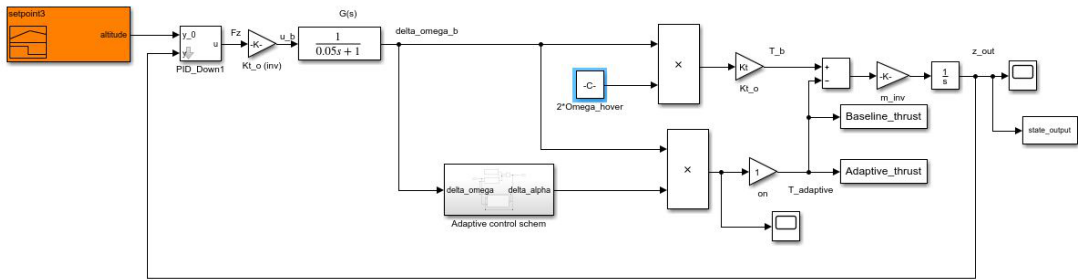 setpoint3
altitude
y_0
y
u
PID_Down1
Fz
-K-
Kt_o (inv)
u_b
G(s)
1
0.05s + 1
delta_omega_b
-C-
2*Omega_hover
×
Kt
Kt_o
T_b
+
−
-K-
m_inv
1
s
z_out
state_output
Baseline_thrust
Adaptive_thrust
delta_omega
delta_alpha
Adaptive control schem
×
1
on
T_adaptive